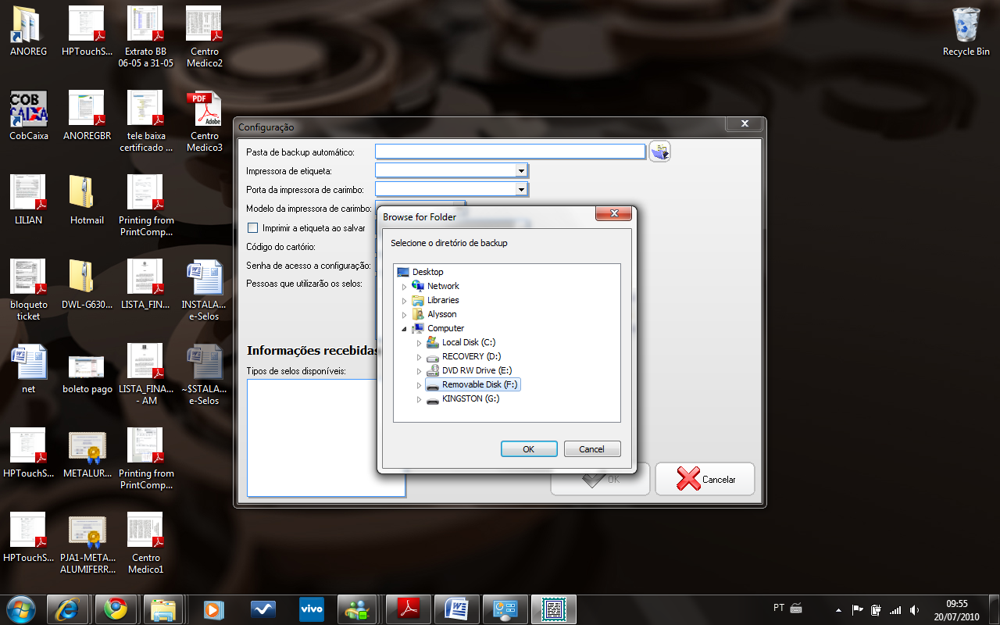 ANOREG
HPTouchS...
Extrato BB
06-05 a 31-05
Centro
Medico2
Recycle Bin
COB
CAIXA
CobCaixa
ANOREGBR
tele baixa
certificado ...
PDF
Adobe
Centro
Medico3
LILIAN
Hotmail
Printing from
PrintComp...
bloqueto
ticket
DWL-G630...
LISTA_FIN...
INSTALA...
e-Selos
net
boleto pago
LISTA_FINA...
- AM
~$STALA...
e-Selos
HPTouchS...
METALUR...
Printing from
PrintComp...
HPTouchS...
PJA1-META...
ALUMIFERR...
Centro
Medico1
Configuração
Pasta de backup automático:
Impressora de etiqueta:
Porta da impressora de carimbo:
Modelo da impressora de carimbo:
Imprimir a etiqueta ao salvar
Código do cartório:
Senha de acesso a configuração:
Pessoas que utilizarão os selos:
Informações recebidas
Tipos de selos disponíveis:
OK
Cancelar
Browse for Folder
Selecione o diretório de backup
Desktop
Network
Libraries
Alysson
Computer
Local Disk (C:)
RECOVERY (D:)
DVD RW Drive (E:)
Removable Disk (F:)
KINGSTON (G:)
OK
Cancel
vivo
PT
09:55
20/07/2010